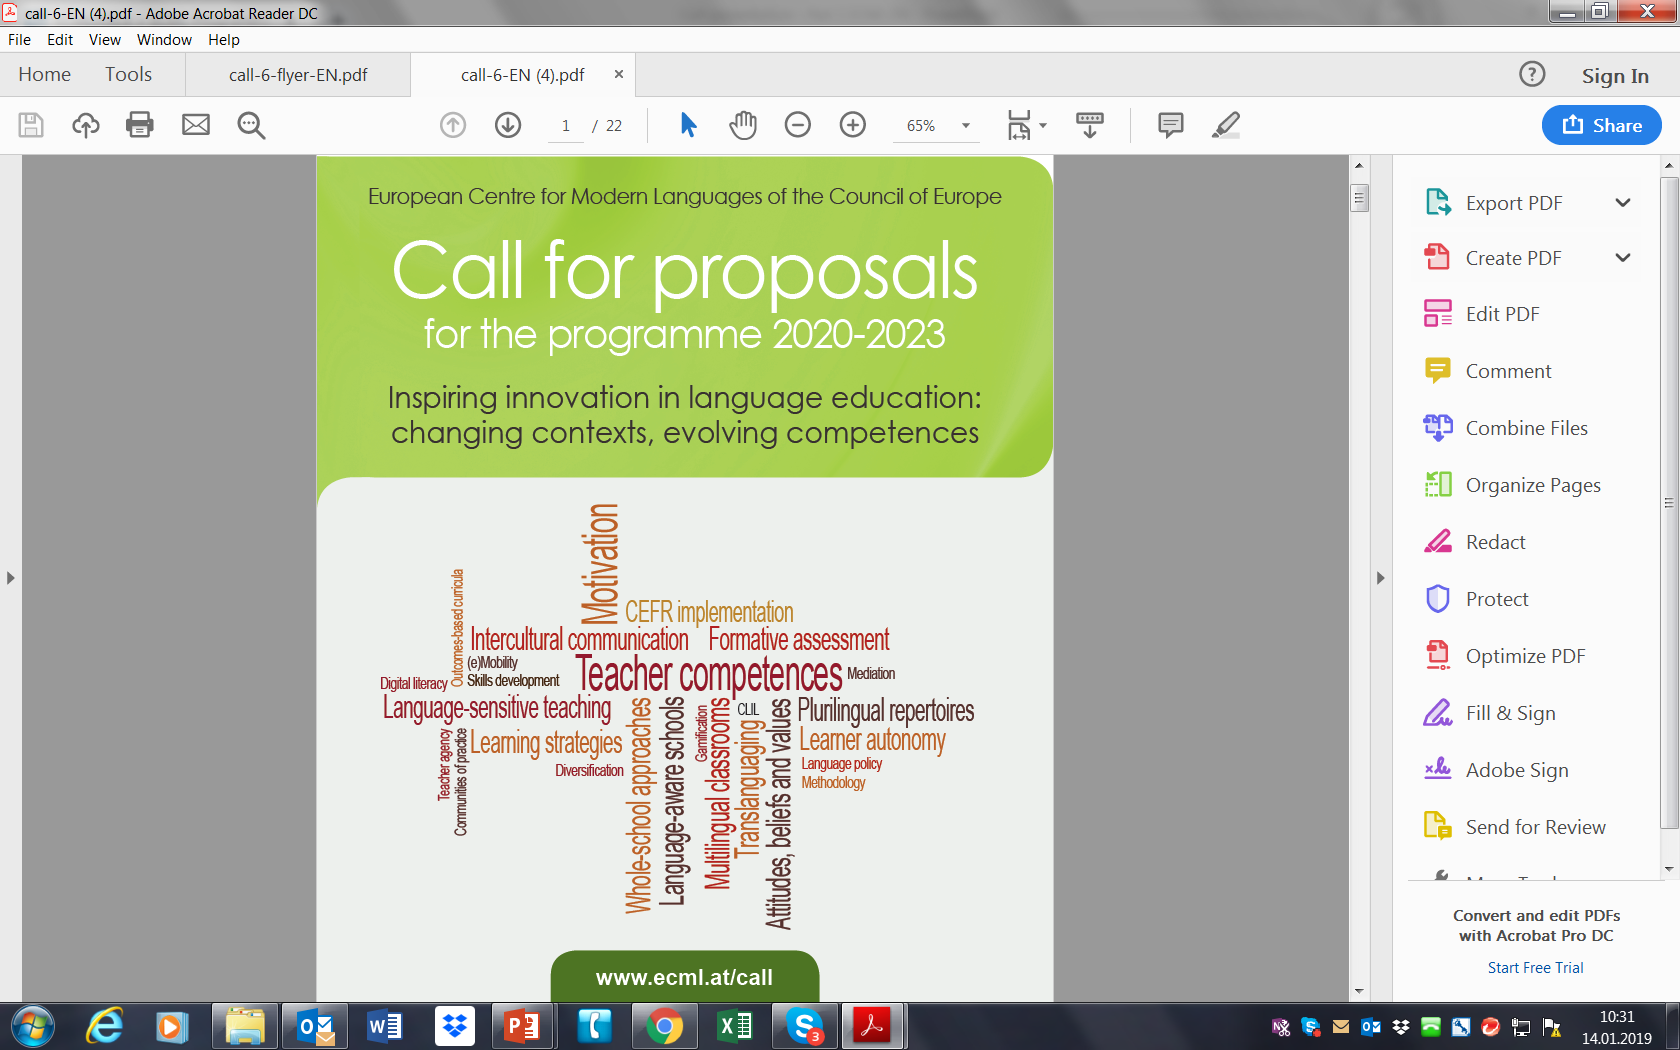 call-6-EN (4).pdf - Adobe Acrobat Reader DC
File Edit View Window Help
Home Tools call-6-flyer-EN.pdf call-6-EN (4).pdf × ? Sign In
1 / 22 65% Share
European Centre for Modern Languages of the Council of Europe
Call for proposals
for the programme 2020-2023
Inspiring innovation in language education:
changing contexts, evolving competences
Motivation
Outcomes-based curricula
CEFR implementation
Intercultural communication
Formative assessment
(e)Mobility
Skills development
Teacher competences
Mediation
Digital literacy
Language-sensitive teaching
Teacher agency
Communities of practice
Learning strategies
Diversification
Whole-school approaches
Language-aware schools
Gamification
Multilingual classrooms
CLIL
Translanguaging
Attitudes, beliefs and values
Plurilingual repertoires
Learner autonomy
Language policy
Methodology
www.ecml.at/call
Export PDF
Create PDF
Edit PDF
Comment
Combine Files
Organize Pages
Redact
Protect
Optimize PDF
Fill & Sign
Adobe Sign
Send for Review
Convert and edit PDFs
with Acrobat Pro DC
Start Free Trial
3
10:31
14.01.2019